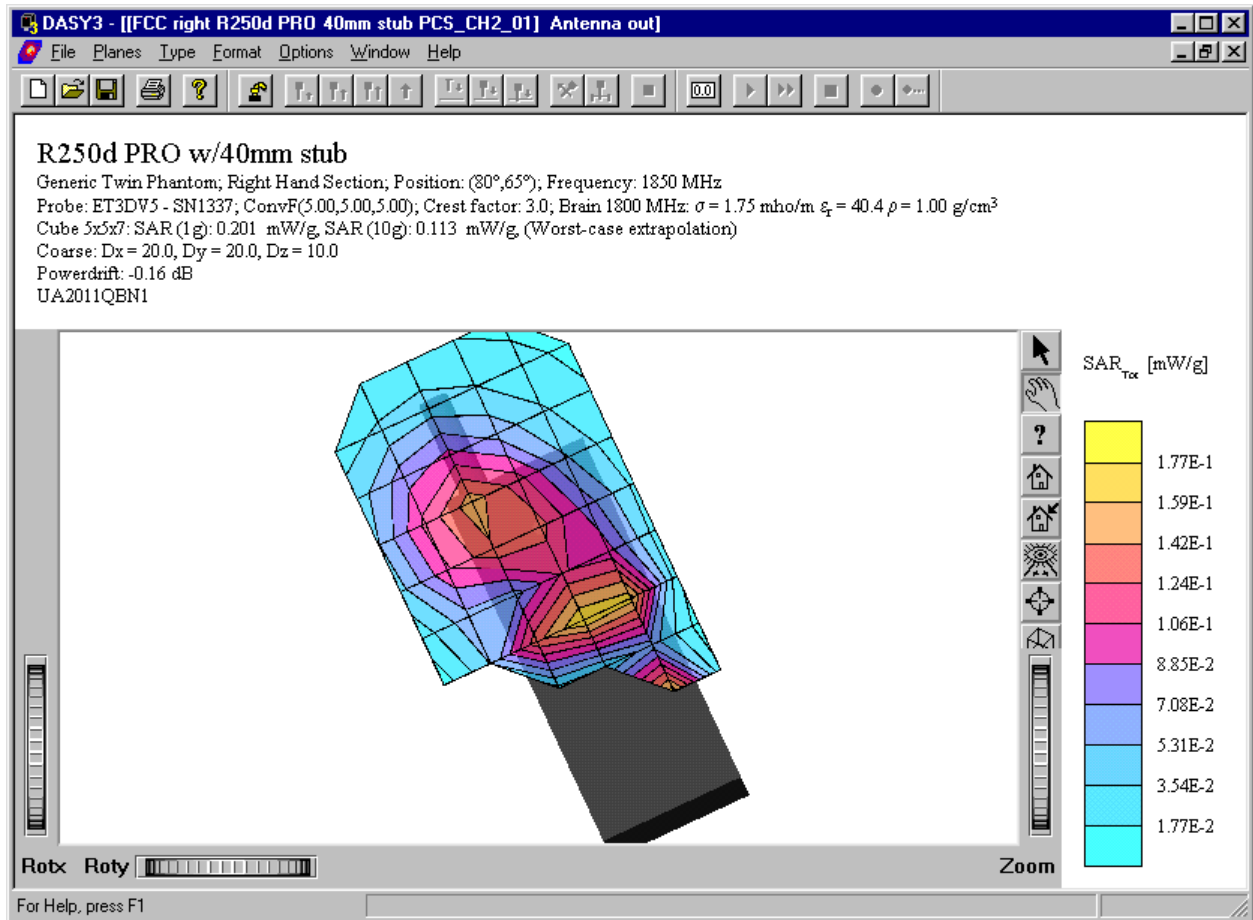 DASY3 - [[FCC right R250d PRO 40mm stub PCS_CH2_01] Antenna out]
File Planes Type Format Options Window Help
0.0
R250d PRO w/40mm stub
Generic Twin Phantom; Right Hand Section; Position: (80°,65°); Frequency: 1850 MHz
Probe: ET3DV5 - SN1337; ConvF(5.00,5.00,5.00); Crest factor: 3.0; Brain 1800 MHz: σ = 1.75 mho/m εr = 40.4 ρ = 1.00 g/cm³
Cube 5x5x7: SAR (1g): 0.201 mW/g, SAR (10g): 0.113 mW/g, (Worst-case extrapolation)
Coarse: Dx = 20.0, Dy = 20.0, Dz = 10.0
Powerdrift: -0.16 dB
UA2011QBN1
SAR_Tot [mW/g]
1.77E-1
1.59E-1
1.42E-1
1.24E-1
1.06E-1
8.85E-2
7.08E-2
5.31E-2
3.54E-2
1.77E-2
Rotx Roty Zoom
For Help, press F1